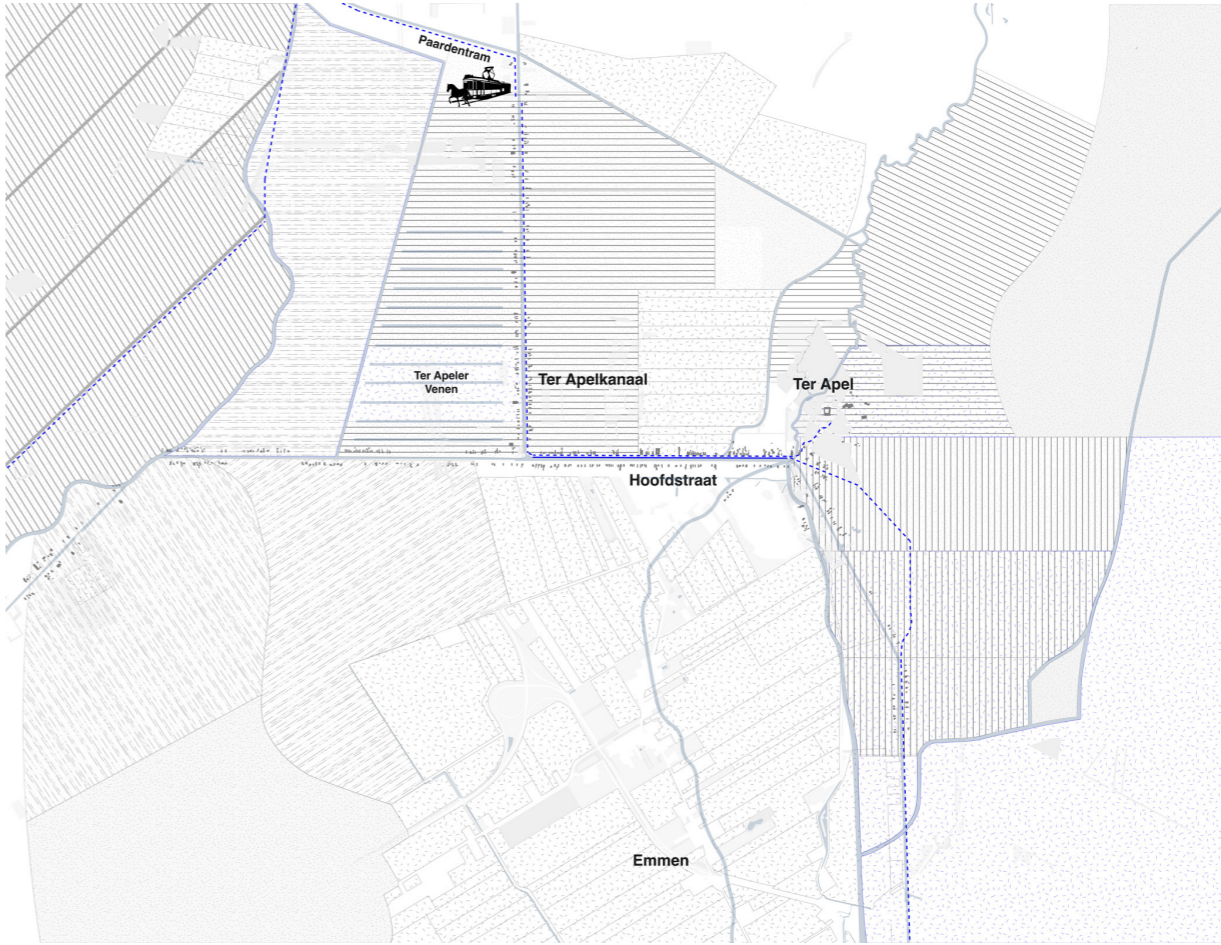 Paardentram
Ter Apeler
Venen
Ter Apelkanaal
Ter Apel
Hoofdstraat
Emmen